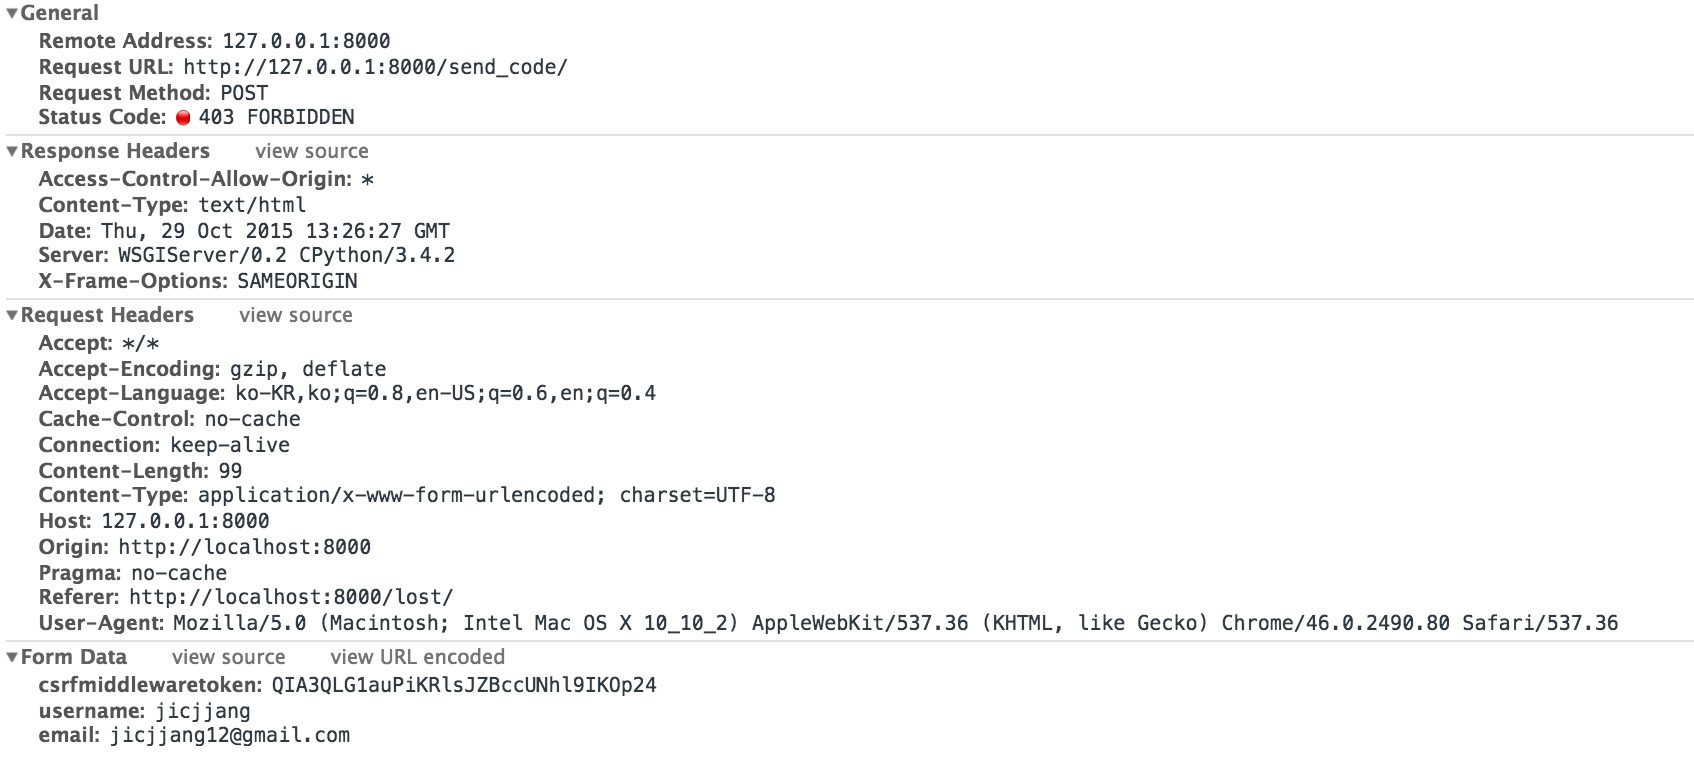 ▼General
Remote Address: 127.0.0.1:8000
Request URL: http://127.0.0.1:8000/send_code/
Request Method: POST
Status Code: 403 FORBIDDEN
▼Response Headers view source
Access-Control-Allow-Origin: *
Content-Type: text/html
Date: Thu, 29 Oct 2015 13:26:27 GMT
Server: WSGIServer/0.2 CPython/3.4.2
X-Frame-Options: SAMEORIGIN
▼Request Headers view source
Accept: */*
Accept-Encoding: gzip, deflate
Accept-Language: ko-KR,ko;q=0.8,en-US;q=0.6,en;q=0.4
Cache-Control: no-cache
Connection: keep-alive
Content-Length: 99
Content-Type: application/x-www-form-urlencoded; charset=UTF-8
Host: 127.0.0.1:8000
Origin: http://localhost:8000
Pragma: no-cache
Referer: http://localhost:8000/lost/
User-Agent: Mozilla/5.0 (Macintosh; Intel Mac OS X 10_10_2) AppleWebKit/537.36 (KHTML, like Gecko) Chrome/46.0.2490.80 Safari/537.36
▼Form Data view source view URL encoded
csrfmiddlewaretoken: QIA3QLG1auPiKRlsJZBccUNhl9IKOp24
username: jicjjang
email: jicjjang12@gmail.com